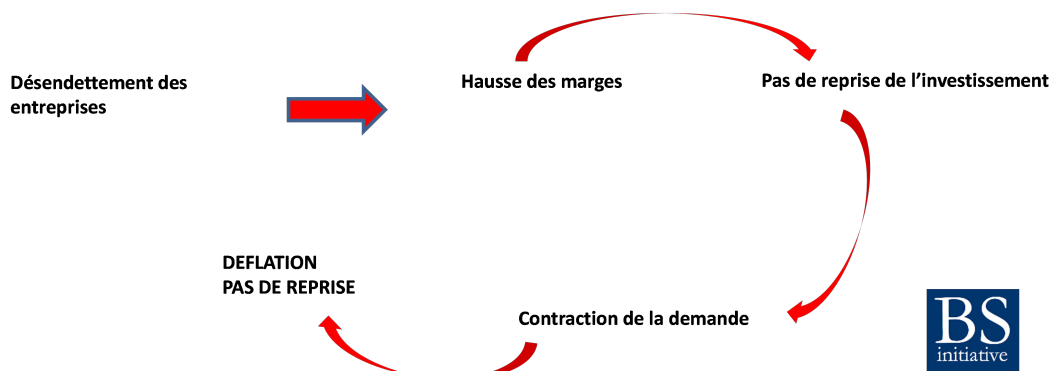 Désendettement des
entreprises
Hausse des marges
Pas de reprise de l’investissement
DEFLATION
PAS DE REPRISE
Contraction de la demande
BS
initiative